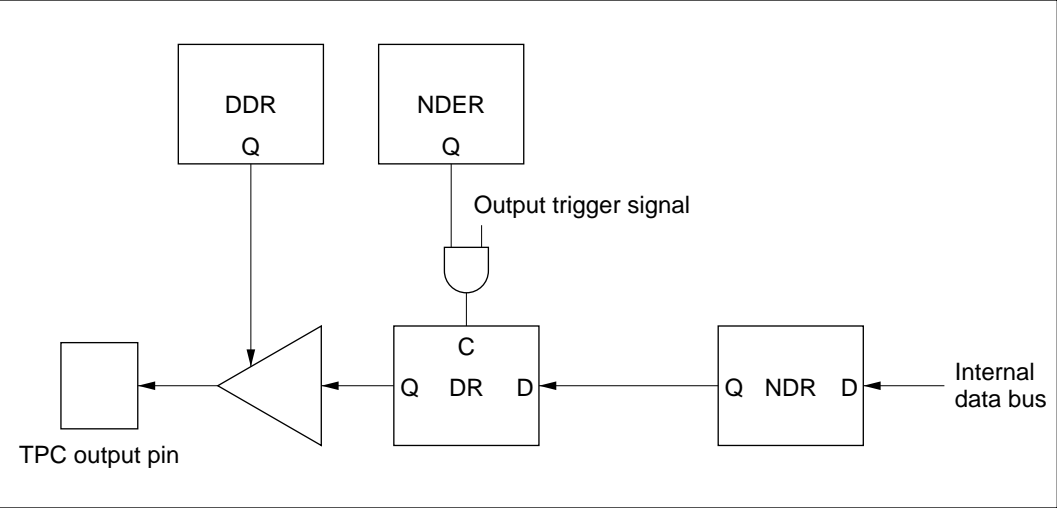 DDR
Q
NDER
Q
Output trigger signal
C
Q DR D
Q NDR D
Internal
data bus
TPC output pin